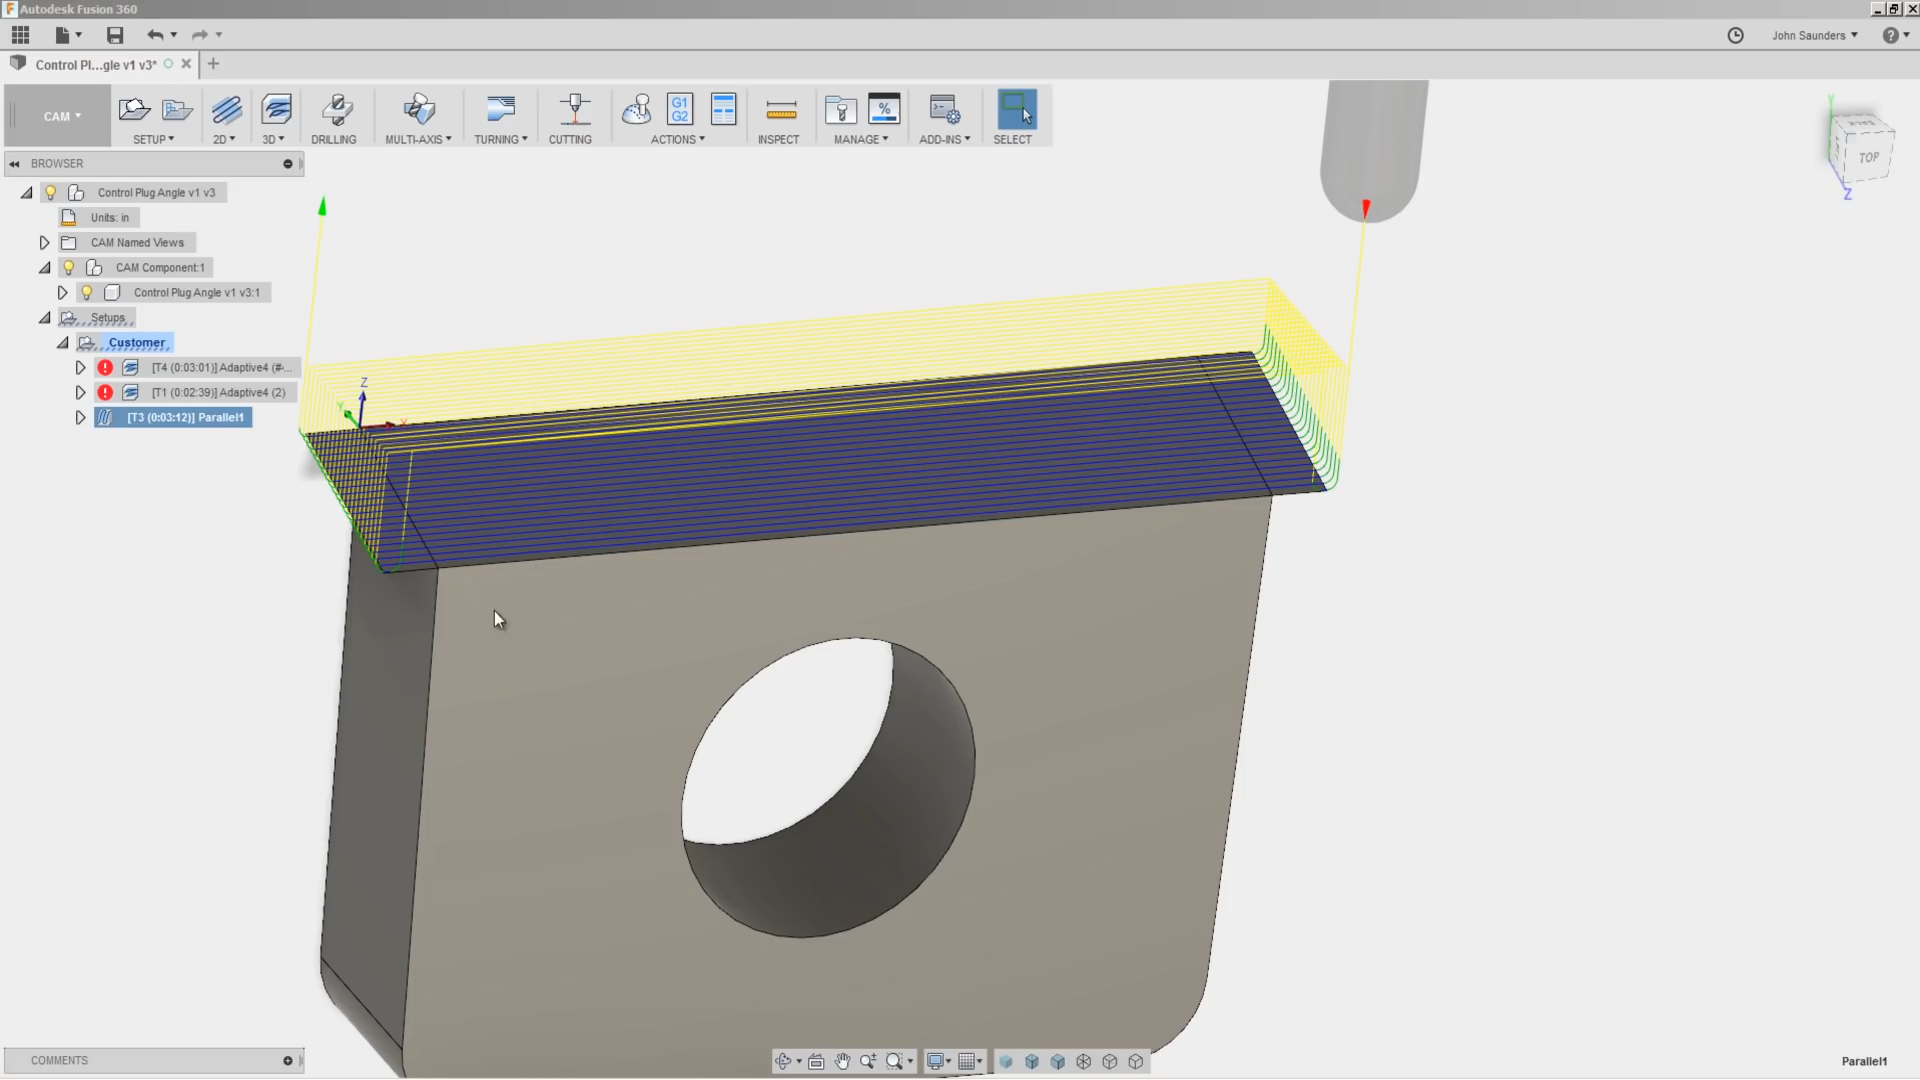 Autodesk Fusion 360
John Saunders
Control Pl...gle v1 v3*
CAM
SETUP
2D
3D
DRILLING
MULTI-AXIS
TURNING
CUTTING
G1
G2
ACTIONS
INSPECT
%
MANAGE
ADD-INS
SELECT
BROWSER
Control Plug Angle v1 v3
Units: in
CAM Named Views
CAM Component:1
Control Plug Angle v1 v3:1
Setups
Customer
[T4 (0:03:01)] Adaptive4 (#-...
[T1 (0:02:39)] Adaptive4 (2)
[T3 (0:03:12)] Parallel1
Z
Y
X
Y
TOP
Z
COMMENTS
Parallel1